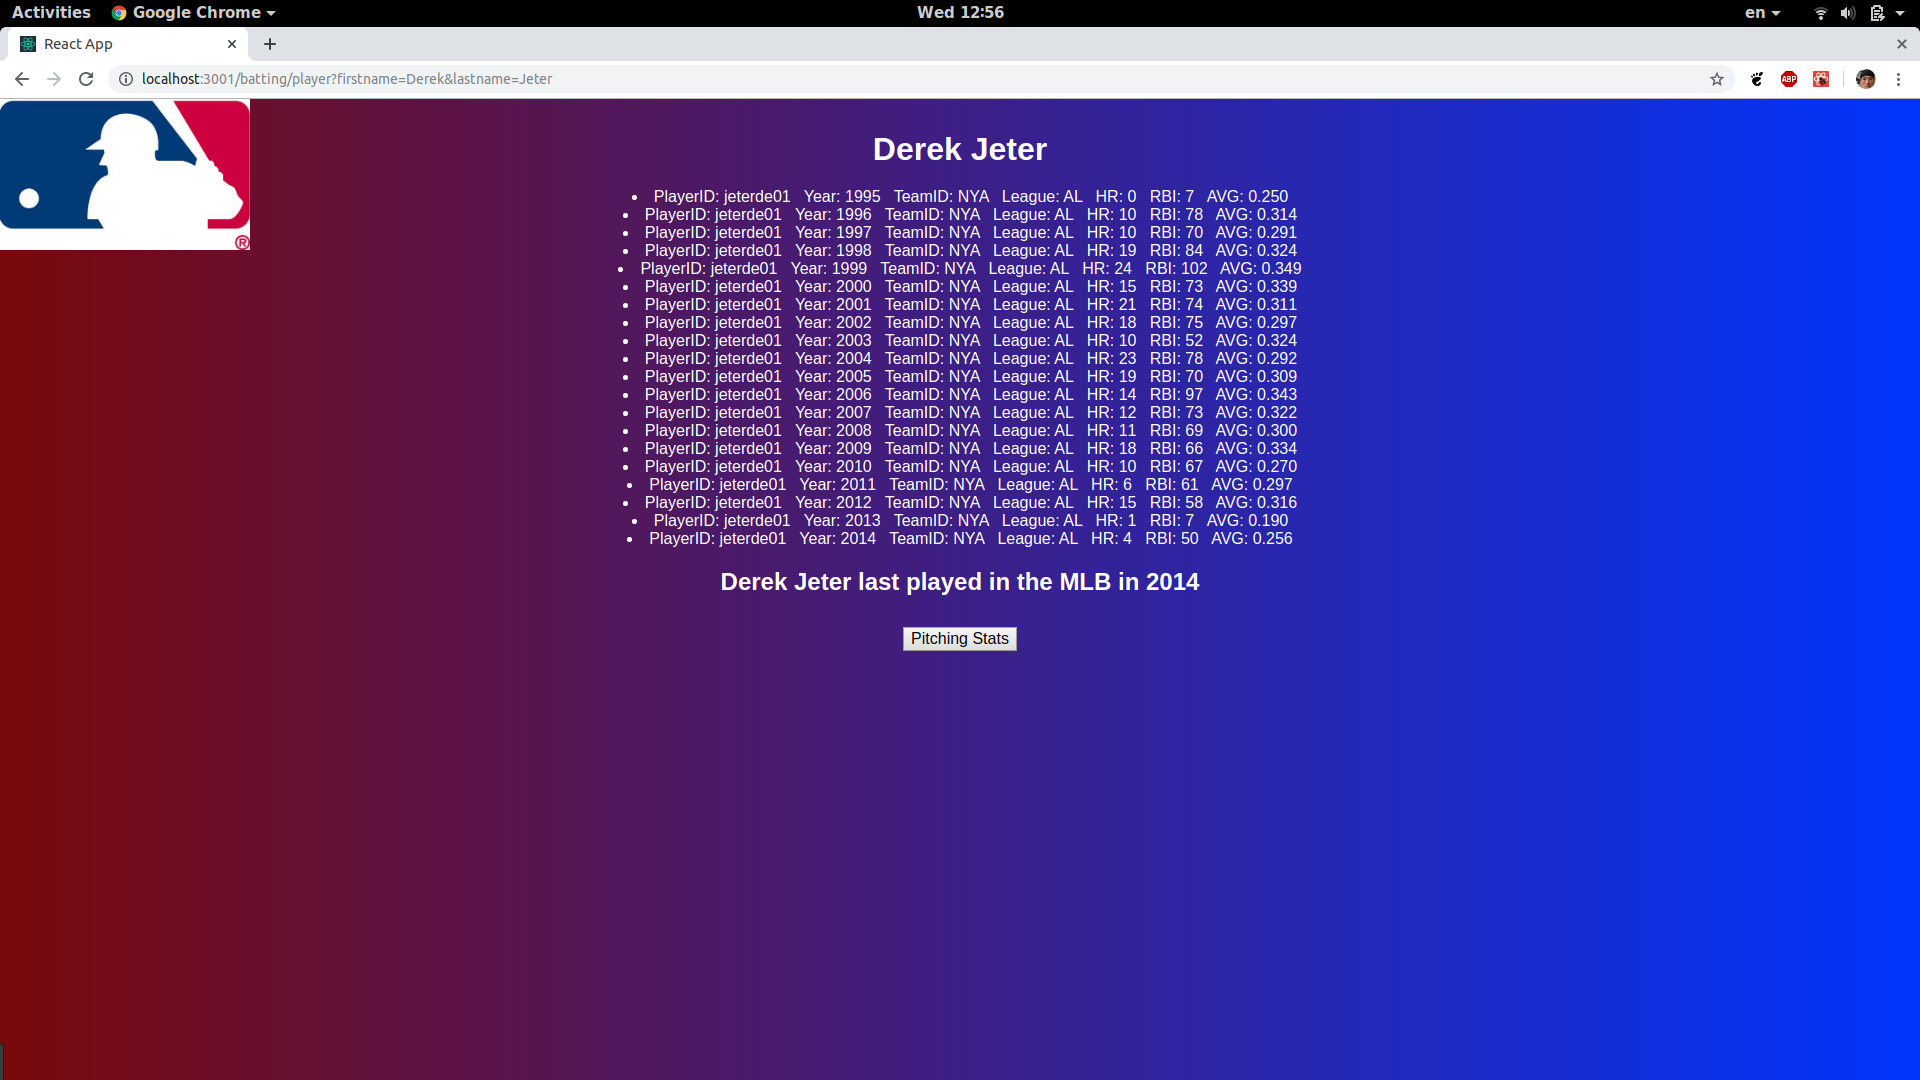 Activities Google Chrome Wed 12:56 en
React App
localhost:3001/batting/player?firstname=Derek&lastname=Jeter ABP
®
Derek Jeter
• PlayerID: jeterde01 Year: 1995 TeamID: NYA League: AL HR: 0 RBI: 7 AVG: 0.250
• PlayerID: jeterde01 Year: 1996 TeamID: NYA League: AL HR: 10 RBI: 78 AVG: 0.314
• PlayerID: jeterde01 Year: 1997 TeamID: NYA League: AL HR: 10 RBI: 70 AVG: 0.291
• PlayerID: jeterde01 Year: 1998 TeamID: NYA League: AL HR: 19 RBI: 84 AVG: 0.324
• PlayerID: jeterde01 Year: 1999 TeamID: NYA League: AL HR: 24 RBI: 102 AVG: 0.349
• PlayerID: jeterde01 Year: 2000 TeamID: NYA League: AL HR: 15 RBI: 73 AVG: 0.339
• PlayerID: jeterde01 Year: 2001 TeamID: NYA League: AL HR: 21 RBI: 74 AVG: 0.311
• PlayerID: jeterde01 Year: 2002 TeamID: NYA League: AL HR: 18 RBI: 75 AVG: 0.297
• PlayerID: jeterde01 Year: 2003 TeamID: NYA League: AL HR: 10 RBI: 52 AVG: 0.324
• PlayerID: jeterde01 Year: 2004 TeamID: NYA League: AL HR: 23 RBI: 78 AVG: 0.292
• PlayerID: jeterde01 Year: 2005 TeamID: NYA League: AL HR: 19 RBI: 70 AVG: 0.309
• PlayerID: jeterde01 Year: 2006 TeamID: NYA League: AL HR: 14 RBI: 97 AVG: 0.343
• PlayerID: jeterde01 Year: 2007 TeamID: NYA League: AL HR: 12 RBI: 73 AVG: 0.322
• PlayerID: jeterde01 Year: 2008 TeamID: NYA League: AL HR: 11 RBI: 69 AVG: 0.300
• PlayerID: jeterde01 Year: 2009 TeamID: NYA League: AL HR: 18 RBI: 66 AVG: 0.334
• PlayerID: jeterde01 Year: 2010 TeamID: NYA League: AL HR: 10 RBI: 67 AVG: 0.270
• PlayerID: jeterde01 Year: 2011 TeamID: NYA League: AL HR: 6 RBI: 61 AVG: 0.297
• PlayerID: jeterde01 Year: 2012 TeamID: NYA League: AL HR: 15 RBI: 58 AVG: 0.316
• PlayerID: jeterde01 Year: 2013 TeamID: NYA League: AL HR: 1 RBI: 7 AVG: 0.190
• PlayerID: jeterde01 Year: 2014 TeamID: NYA League: AL HR: 4 RBI: 50 AVG: 0.256
Derek Jeter last played in the MLB in 2014
Pitching Stats